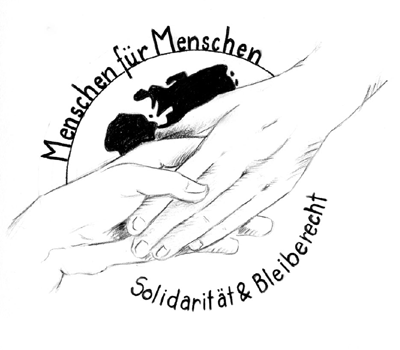 Menschen für Menschen
Solidarität & Bleiberecht